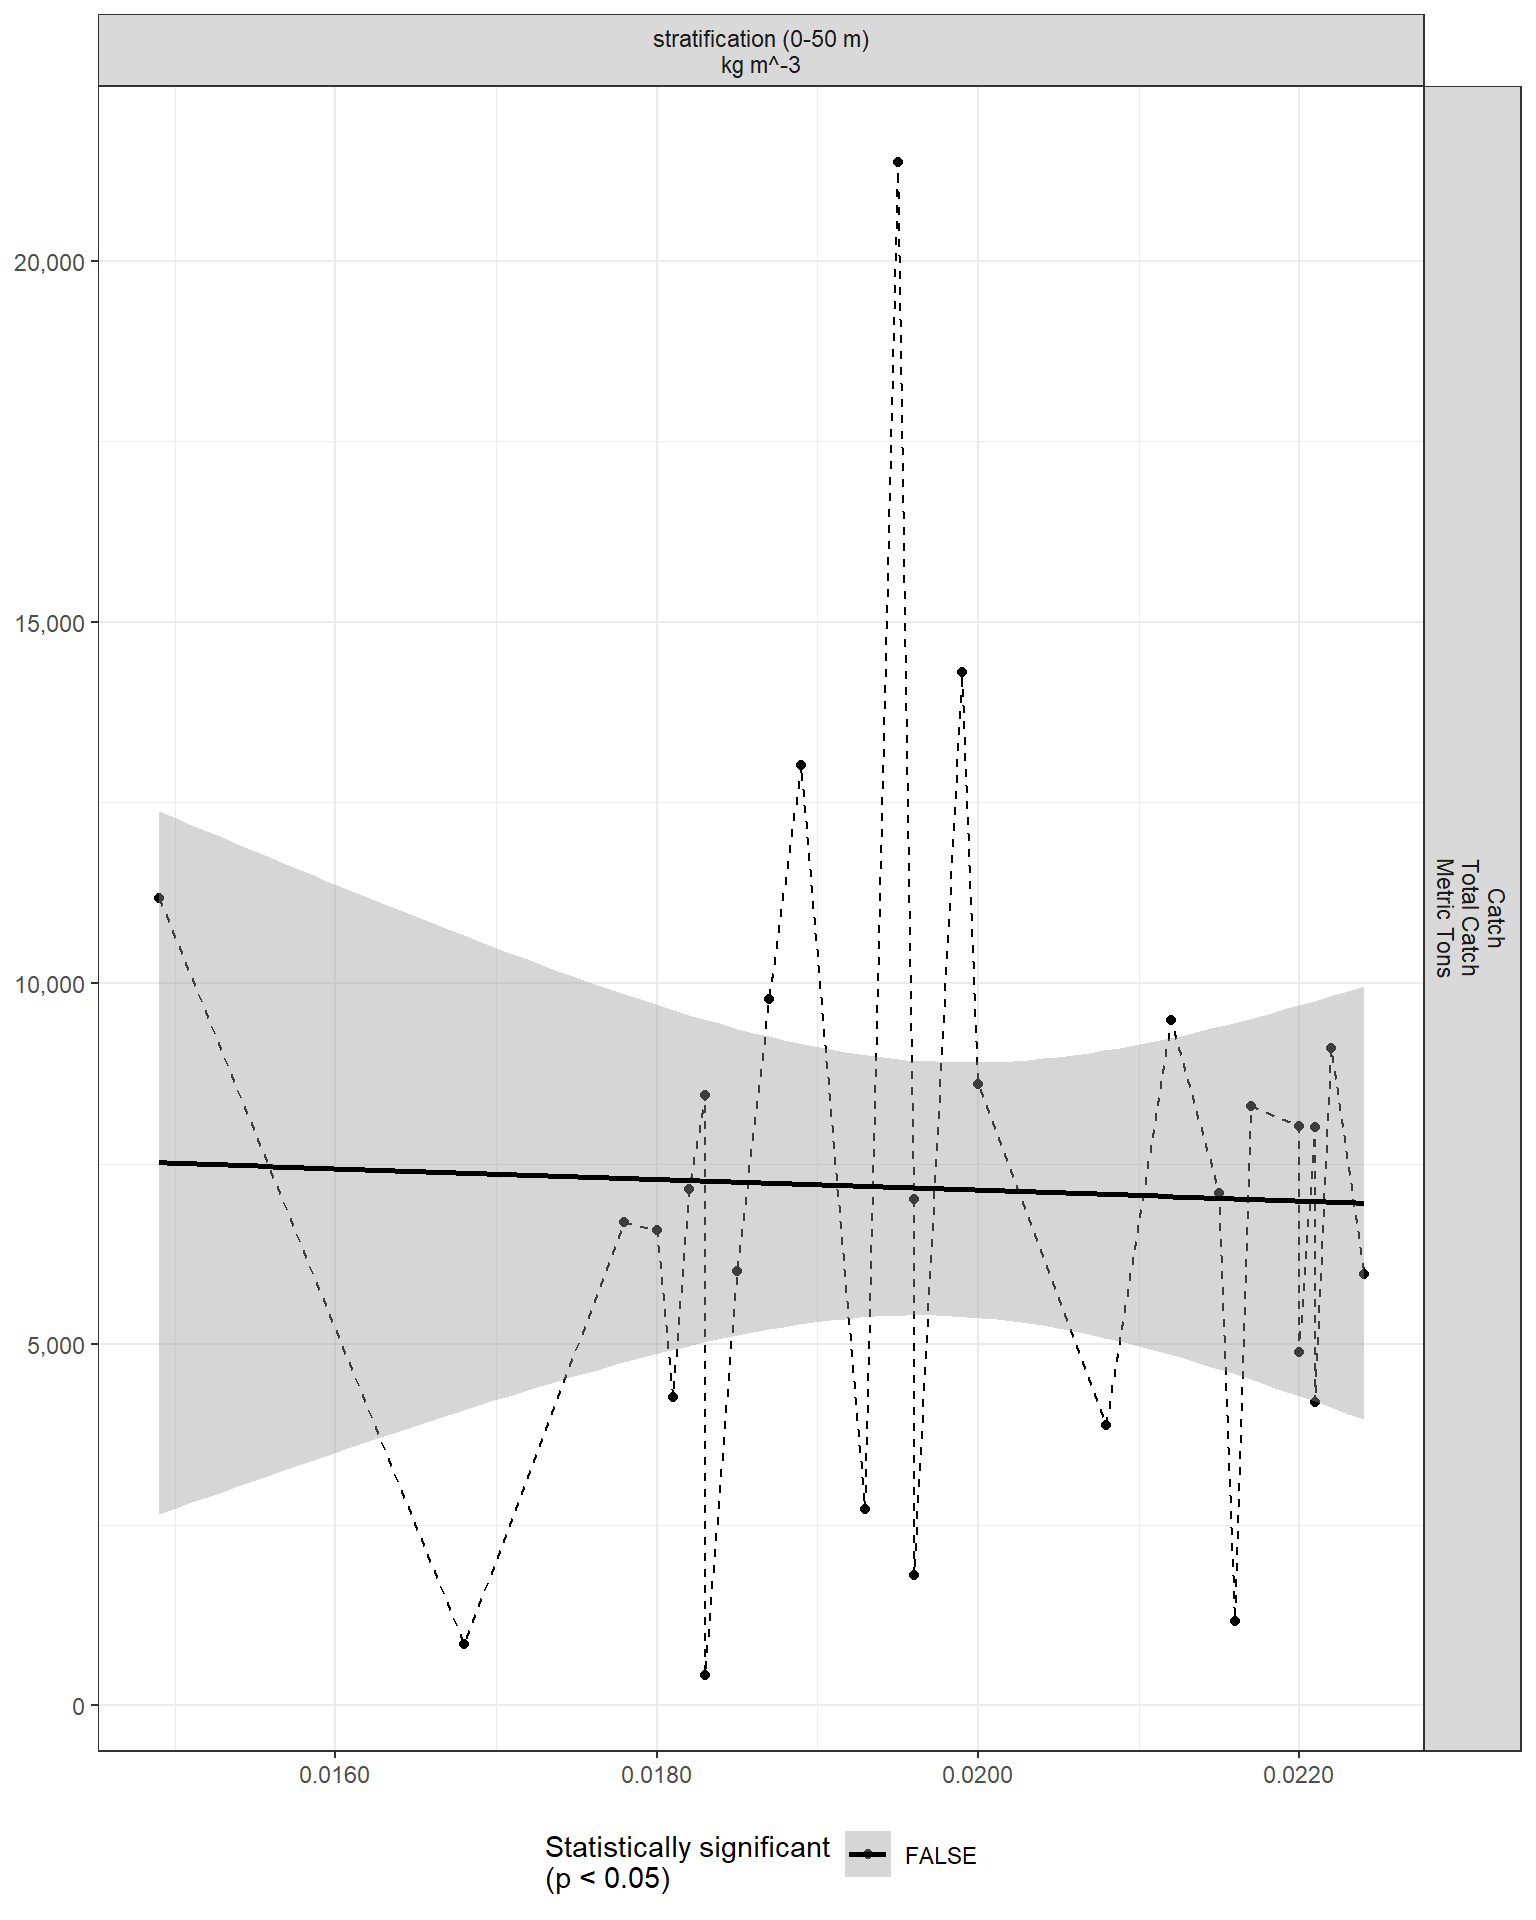 stratification (0-50 m)
kg m^-3
20,000
15,000
10,000
5,000
0
Catch
Total Catch
Metric Tons
0.0160
0.0180
0.0200
0.0220
Statistically significant
(p < 0.05)
FALSE